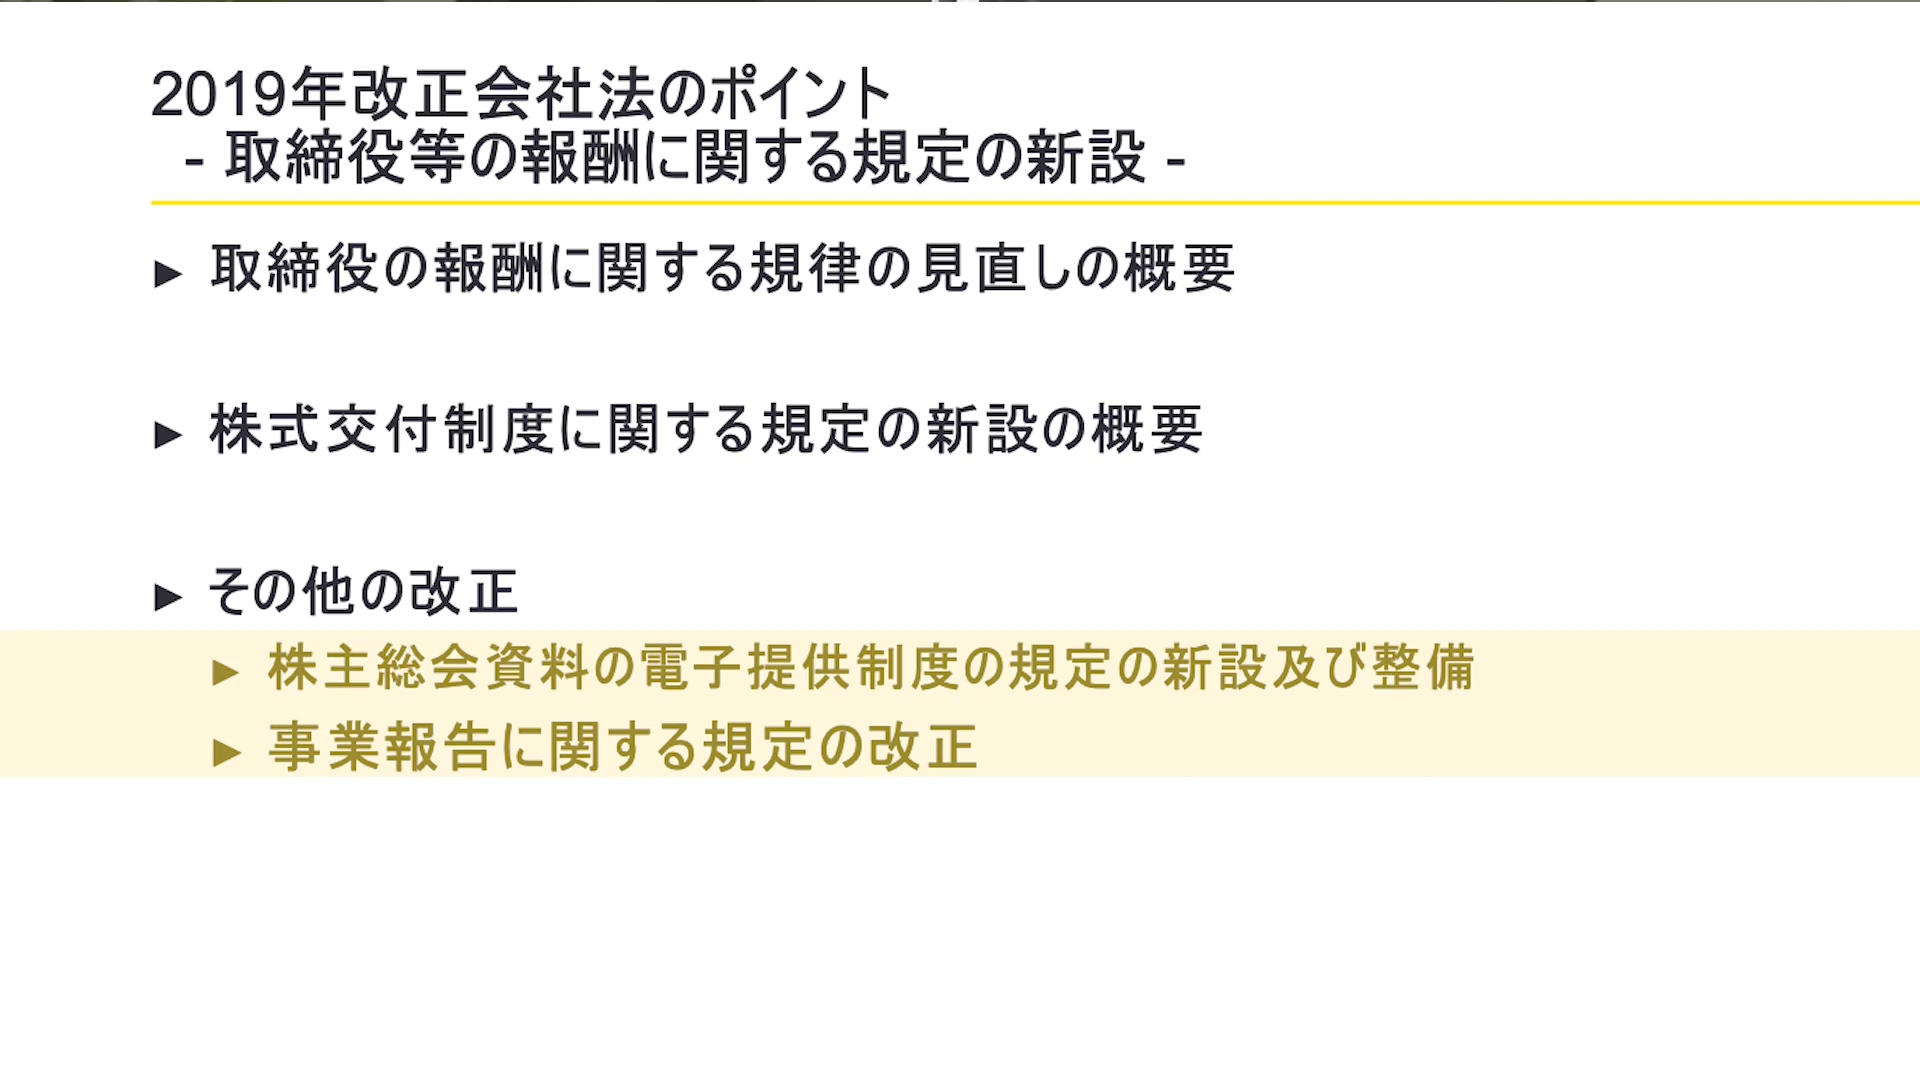 2019年改正会社法のポイント
- 取締役等の報酬に関する規定の新設 -
► 取締役の報酬に関する規律の見直しの概要
► 株式交付制度に関する規定の新設の概要
► その他の改正
► 株主総会資料の電子提供制度の規定の新設及び整備
► 事業報告に関する規定の改正